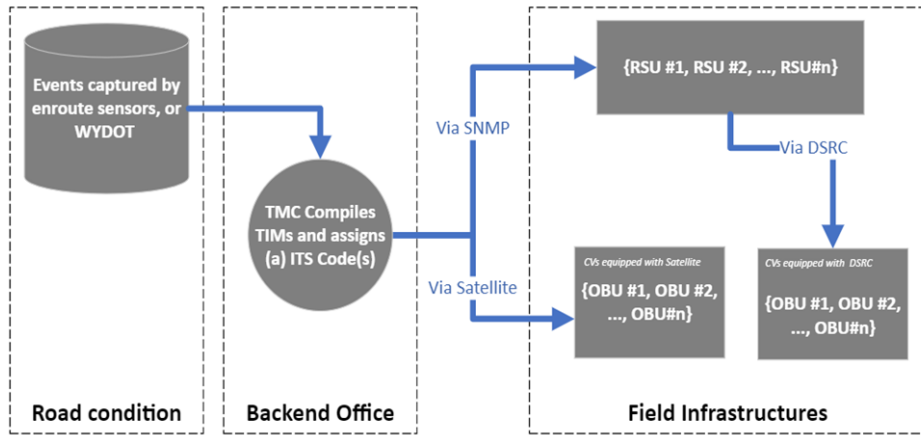 Events captured by
enroute sensors, or
WYDOT
Road condition
TMC Compiles
TIMs and assigns
(a) ITS Code(s)
Backend Office
Via SNMP
Via Satellite
{RSU #1, RSU #2, ..., RSU#n}
Via DSRC
CVs equipped with Satellite
{OBU #1, OBU #2,
..., OBU#n}
CVs equipped with DSRC
{OBU #1, OBU #2,
..., OBU#n}
Field Infrastructures